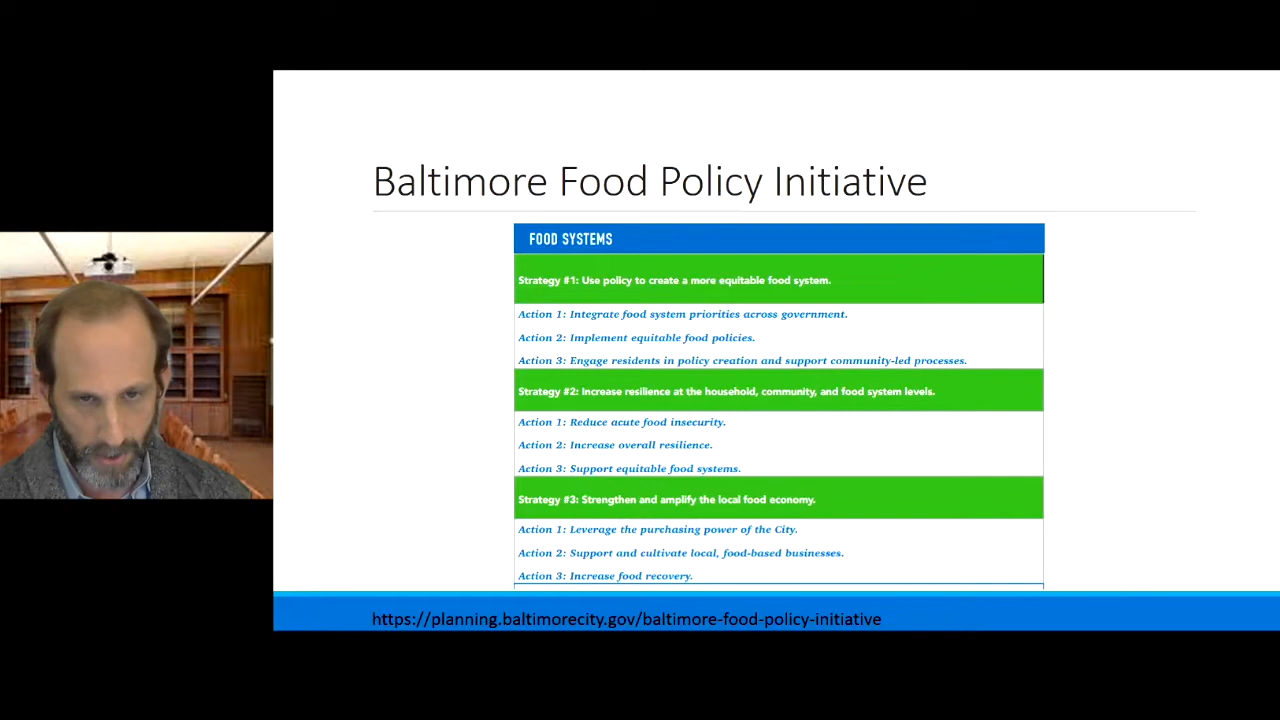 Baltimore Food Policy Initiative
FOOD SYSTEMS
Strategy #1: Use policy to create a more equitable food system.
Action 1: Integrate food system priorities across government.
Action 2: Implement equitable food policies.
Action 3: Engage residents in policy creation and support community-led processes.
Strategy #2: Increase resilience at the household, community, and food system levels.
Action 1: Reduce acute food insecurity.
Action 2: Increase overall resilience.
Action 3: Support equitable food systems.
Strategy #3: Strengthen and amplify the local food economy.
Action 1: Leverage the purchasing power of the City.
Action 2: Support and cultivate local, food-based businesses.
Action 3: Increase food recovery.
https://planning.baltimorecity.gov/baltimore-food-policy-initiative